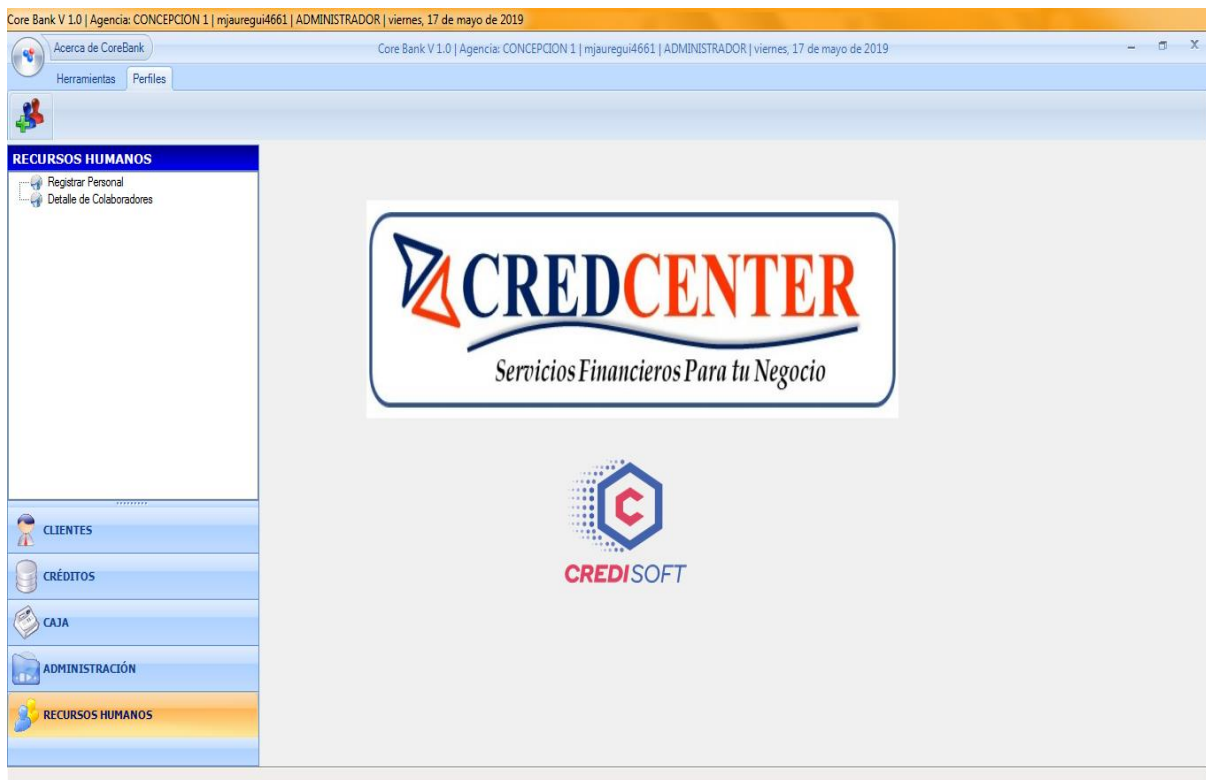 Core Bank V 1.0 | Agencia: CONCEPCION 1 | mjauregui4661 | ADMINISTRADOR | viernes, 17 de mayo de 2019
Acerca de CoreBank
Core Bank V 1.0 | Agencia: CONCEPCION 1 | mjauregui4661 | ADMINISTRADOR | viernes, 17 de mayo de 2019
Herramientas Perfiles
RECURSOS HUMANOS
Registrar Personal
Detalle de Colaboradores
CREDCENTER
Servicios Financieros Para tu Negocio
C
CREDISOFT
CLIENTES
CRÉDITOS
CAJA
ADMINISTRACIÓN
RECURSOS HUMANOS